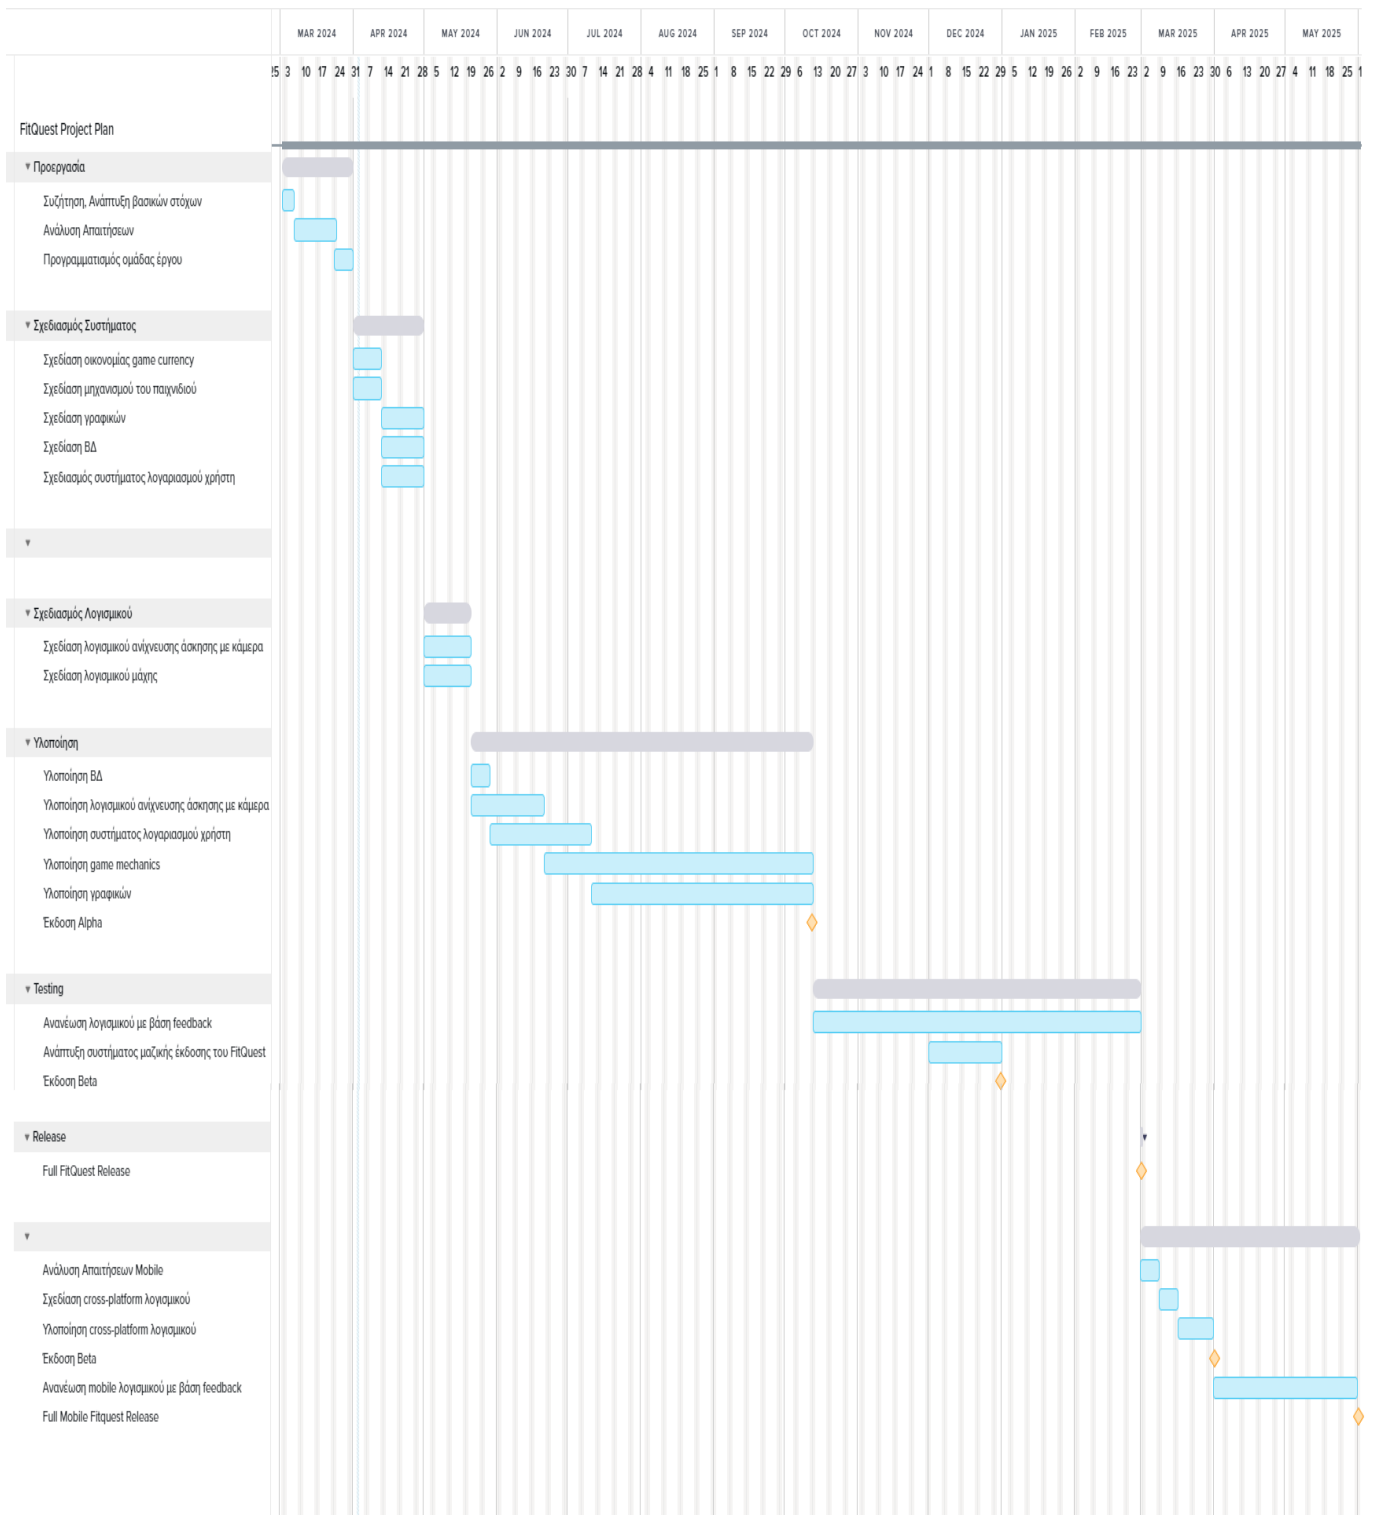 MAR 2024 APR 2024 MAY 2024 JUN 2024 JUL 2024 AUG 2024 SEP 2024 OCT 2024 NOV 2024 DEC 2024 JAN 2025 FEB 2025 MAR 2025 APR 2025 MAY 2025
25 3 10 17 24 31 7 14 21 28 5 12 19 26 2 9 16 23 30 7 14 21 28 4 11 18 25 1 8 15 22 29 6 13 20 27 3 10 17 24 1 8 15 22 29 5 12 19 26 2 9 16 23 2 9 16 23 30 6 13 20 27 4 11 18 25 1
FitQuest Project Plan
Προεργασία
Συζήτηση, Ανάπτυξη βασικών στόχων
Ανάλυση Απαιτήσεων
Προγραμματισμός ομάδας έργου
Σχεδιασμός Συστήματος
Σχεδίαση οικονομίας game currency
Σχεδίαση μηχανισμού του παιχνιδιού
Σχεδίαση γραφικών
Σχεδίαση ΒΔ
Σχεδιασμός συστήματος λογαριασμού χρήστη
Σχεδιασμός Λογισμικού
Σχεδίαση λογισμικού ανίχνευσης άσκησης με κάμερα
Σχεδίαση λογισμικού μάχης
Υλοποίηση
Υλοποίηση ΒΔ
Υλοποίηση λογισμικού ανίχνευσης άσκησης με κάμερα
Υλοποίηση συστήματος λογαριασμού χρήστη
Υλοποίηση game mechanics
Υλοποίηση γραφικών
Έκδοση Alpha
Testing
Ανανέωση λογισμικού με βάση feedback
Ανάπτυξη συστήματος μαζικής έκδοσης του FitQuest
Έκδοση Beta
Release
Full FitQuest Release
Ανάλυση Απαιτήσεων Mobile
Σχεδίαση cross-platform λογισμικού
Υλοποίηση cross-platform λογισμικού
Έκδοση Beta
Ανανέωση mobile λογισμικού με βάση feedback
Full Mobile Fitquest Release